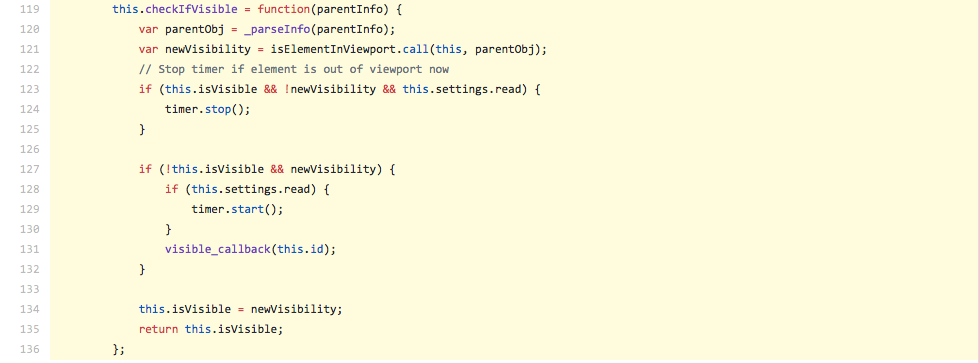 119 this.checkIfVisible = function(parentInfo) {
120 var parentObj = _parseInfo(parentInfo);
121 var newVisibility = isElementInViewport.call(this, parentObj);
122 // Stop timer if element is out of viewport now
123 if (this.isVisible && !newVisibility && this.settings.read) {
124 timer.stop();
125 }
126
127 if (!this.isVisible && newVisibility) {
128 if (this.settings.read) {
129 timer.start();
130 }
131 visible_callback(this.id);
132 }
133
134 this.isVisible = newVisibility;
135 return this.isVisible;
136 };